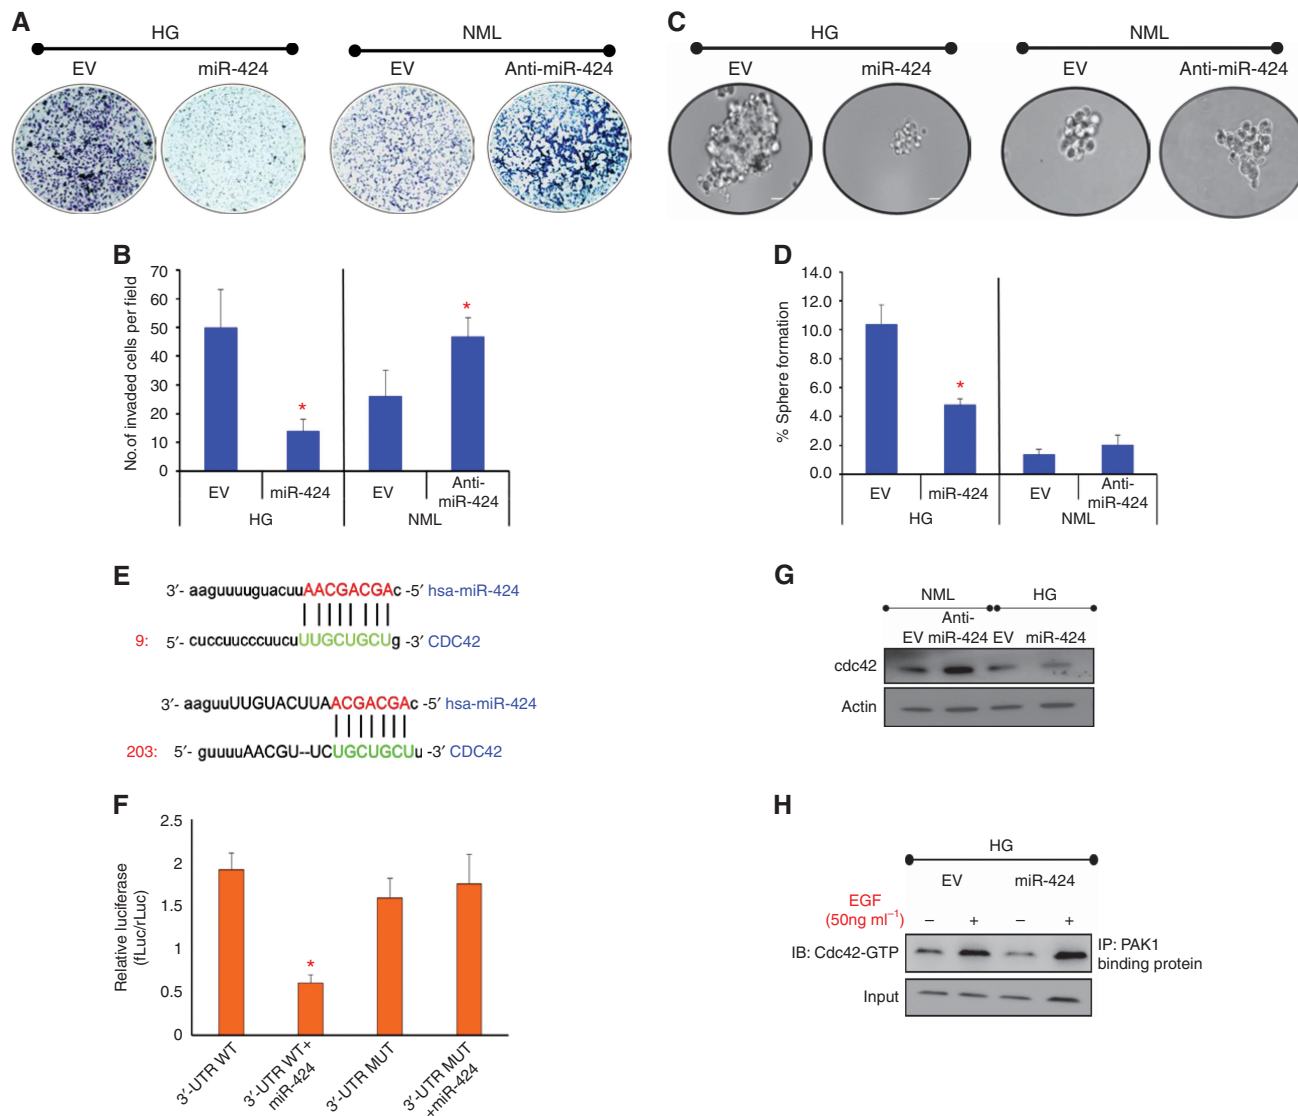 A
HG
NML
EV
miR-424
EV
Anti-miR-424
B
No.of invaded cells per field
70
60
50
40
30
20
10
0
*
*
EV
miR-424
EV
Anti-
miR-424
HG
NML
C
HG
NML
EV
miR-424
EV
Anti-miR-424
D
% Sphere formation
14.0
12.0
10.0
8.0
6.0
4.0
2.0
0.0
*
EV
miR-424
EV
Anti-
miR-424
HG
NML
E
3′- aaguuuuguacuuAACGACGAc -5′ hsa-miR-424
9: 5′- cuccuucccuucuUUGCUGCUg -3′ CDC42
3′- aaguuUUGUACUUAACGACGAc -5′ hsa-miR-424
203: 5′- guuuuAACGU--UCUGCUGCUu -3′ CDC42
F
Relative luciferase
(fLuc/rLuc)
2.5
2
1.5
1
0.5
0
*
3′-UTR WT
3′-UTR WT+
miR-424
3′-UTR MUT
3′-UTR MUT
+miR-424
G
NML
HG
Anti-
EV miR-424 EV miR-424
cdc42
Actin
H
HG
EV
miR-424
EGF
(50ng ml⁻¹)
− + − +
IB: Cdc42-GTP
IP: PAK1
binding protein
Input